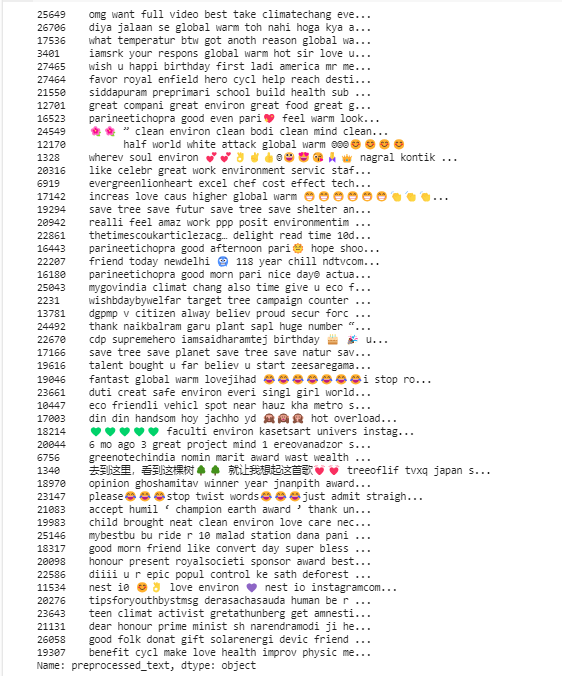 25649 omg want full video best take climatechang eve...
26706 diya jalaan se global warm toh nahi hoga kya a...
17536 what temperatur btw got anoth reason global wa...
3401 iamsrk your respons global warm hot sir love u...
27465 wish u happi birthday first ladi america mr me...
27464 favor royal enfield hero cycl help reach desti...
21550 siddapuram preprimari school build health sub ...
12701 great compani great environ great food great g...
16523 parineetichopra good even pari💖 feel warm look...
24549 🌺🌺 ” clean environ clean bodi clean mind clean...
12170 half world white attack global warm ☺☺☺😍😍😍😍
1328 wherev soul environ 💕💕👌✌👍☺😍🤩😘🙏👑 nagral kontik ...
20316 like celebr great work environment servic staf...
6919 evergreenlionheart excel chef cost effect tech...
17142 increas love caus higher global warm 😁😁😁😁😁😁👏👏👏...
19294 save tree save futur save tree save shelter an...
20942 realli feel amaz work ppp posit environtim ...
22861 thetimescoukarticlezacg… delight read time 10d...
16443 parineetichopra good afternoon pari🤗 hope shoo...
22207 friend today newdelhi 🥶 118 year chill ndtvcom...
16180 parineetichopra good morn pari nice day☺ actua...
25043 mygovindia climat chang also time give u eco f...
2231 wishbdaybywelfar target tree campaign counter ...
13781 dgpmp v citizen alway believ proud secur forc ...
24492 thank naikbalram garu plant sapl huge number “...
22670 cdp supremehero iamsaidharamtej birthday 🎂 🎉 u...
17166 save tree save planet save tree save natur sav...
19616 talent bought u far believ u start zeesaregama...
19046 fantast global warm lovejihad 😂😂😂😂😂😂😂i stop ro...
23661 duti creat safe environ everi singl girl world...
10447 eco friendli vehicl spot near hauz kha metro s...
17003 din din handsom hoy jachho yd 🙈🙈🙈 hot overload...
18214 💚💚💚💚💚 faculti environ kasetsart univers instag...
20044 6 mo ago 3 great project mind 1 ereovanadzor s...
6756 greenotechindia nomin marit award wast wealth ...
1340 去到这里，看到这棵树🌲🌲 就让我想起这首歌💓💓 treeoflif tvxq japan s...
18970 opinion ghoshamitav winner year jnanpith award...
23147 please😂😂😂stop twist words😂😂😂just admit straigh...
21083 accept humil ‘ champion earth award ’ thank un...
19983 child brought neat clean environ love care nec...
25146 mybestbu bu ride r 10 malad station dana pani ...
18317 good morn friend like convert day super bless ...
20098 honour present royalsocieti sponsor award best...
22586 diiii u r epic popul control ke sath deforest ...
11534 nest i0 😊👌 love environ 💜 nest io instagramcom...
20276 tipsforyouthbystmsg derasachasauda human be r ...
23643 teen climat activist gretathunberg get amnesti...
21131 dear honour prime minist sh narendramodi ji he...
26058 good folk donat gift solarenergi devic friend ...
19307 benefit cycl make love health improv physic me...
Name: preprocessed_text, dtype: object